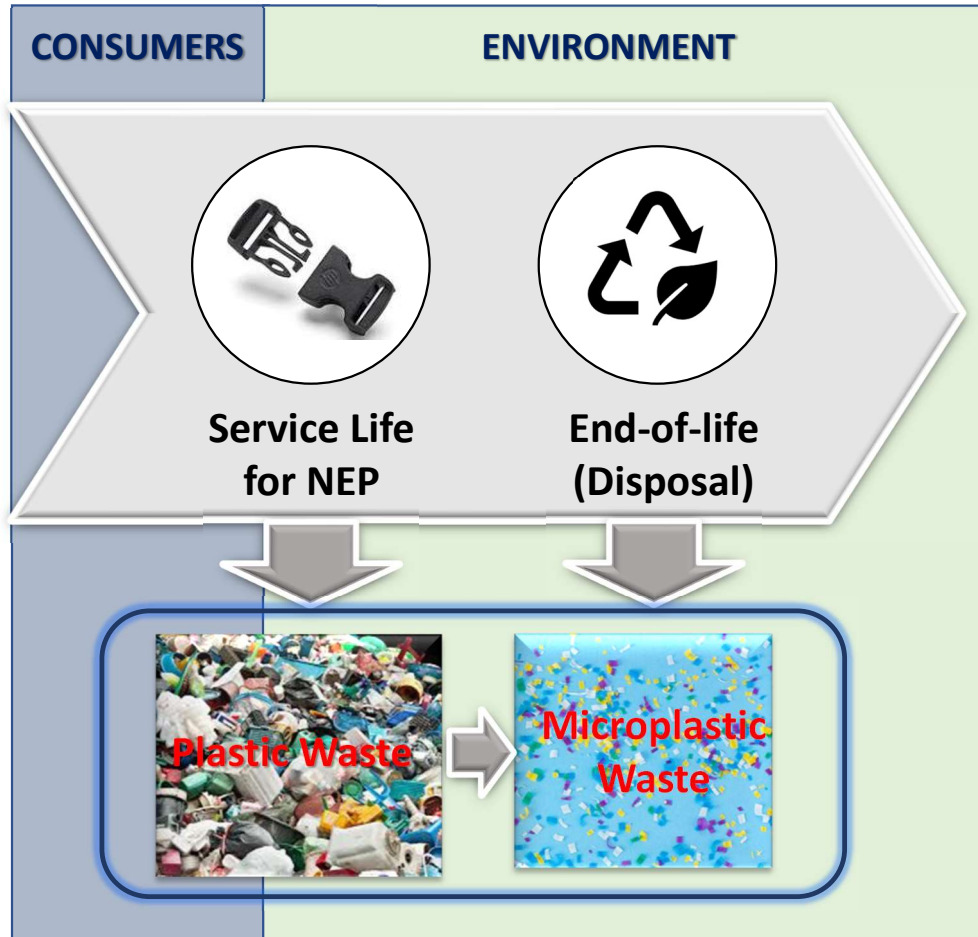 CONSUMERS
ENVIRONMENT
Service Life
for NEP
End-of-life
(Disposal)
Plastic Waste
Microplastic
Waste